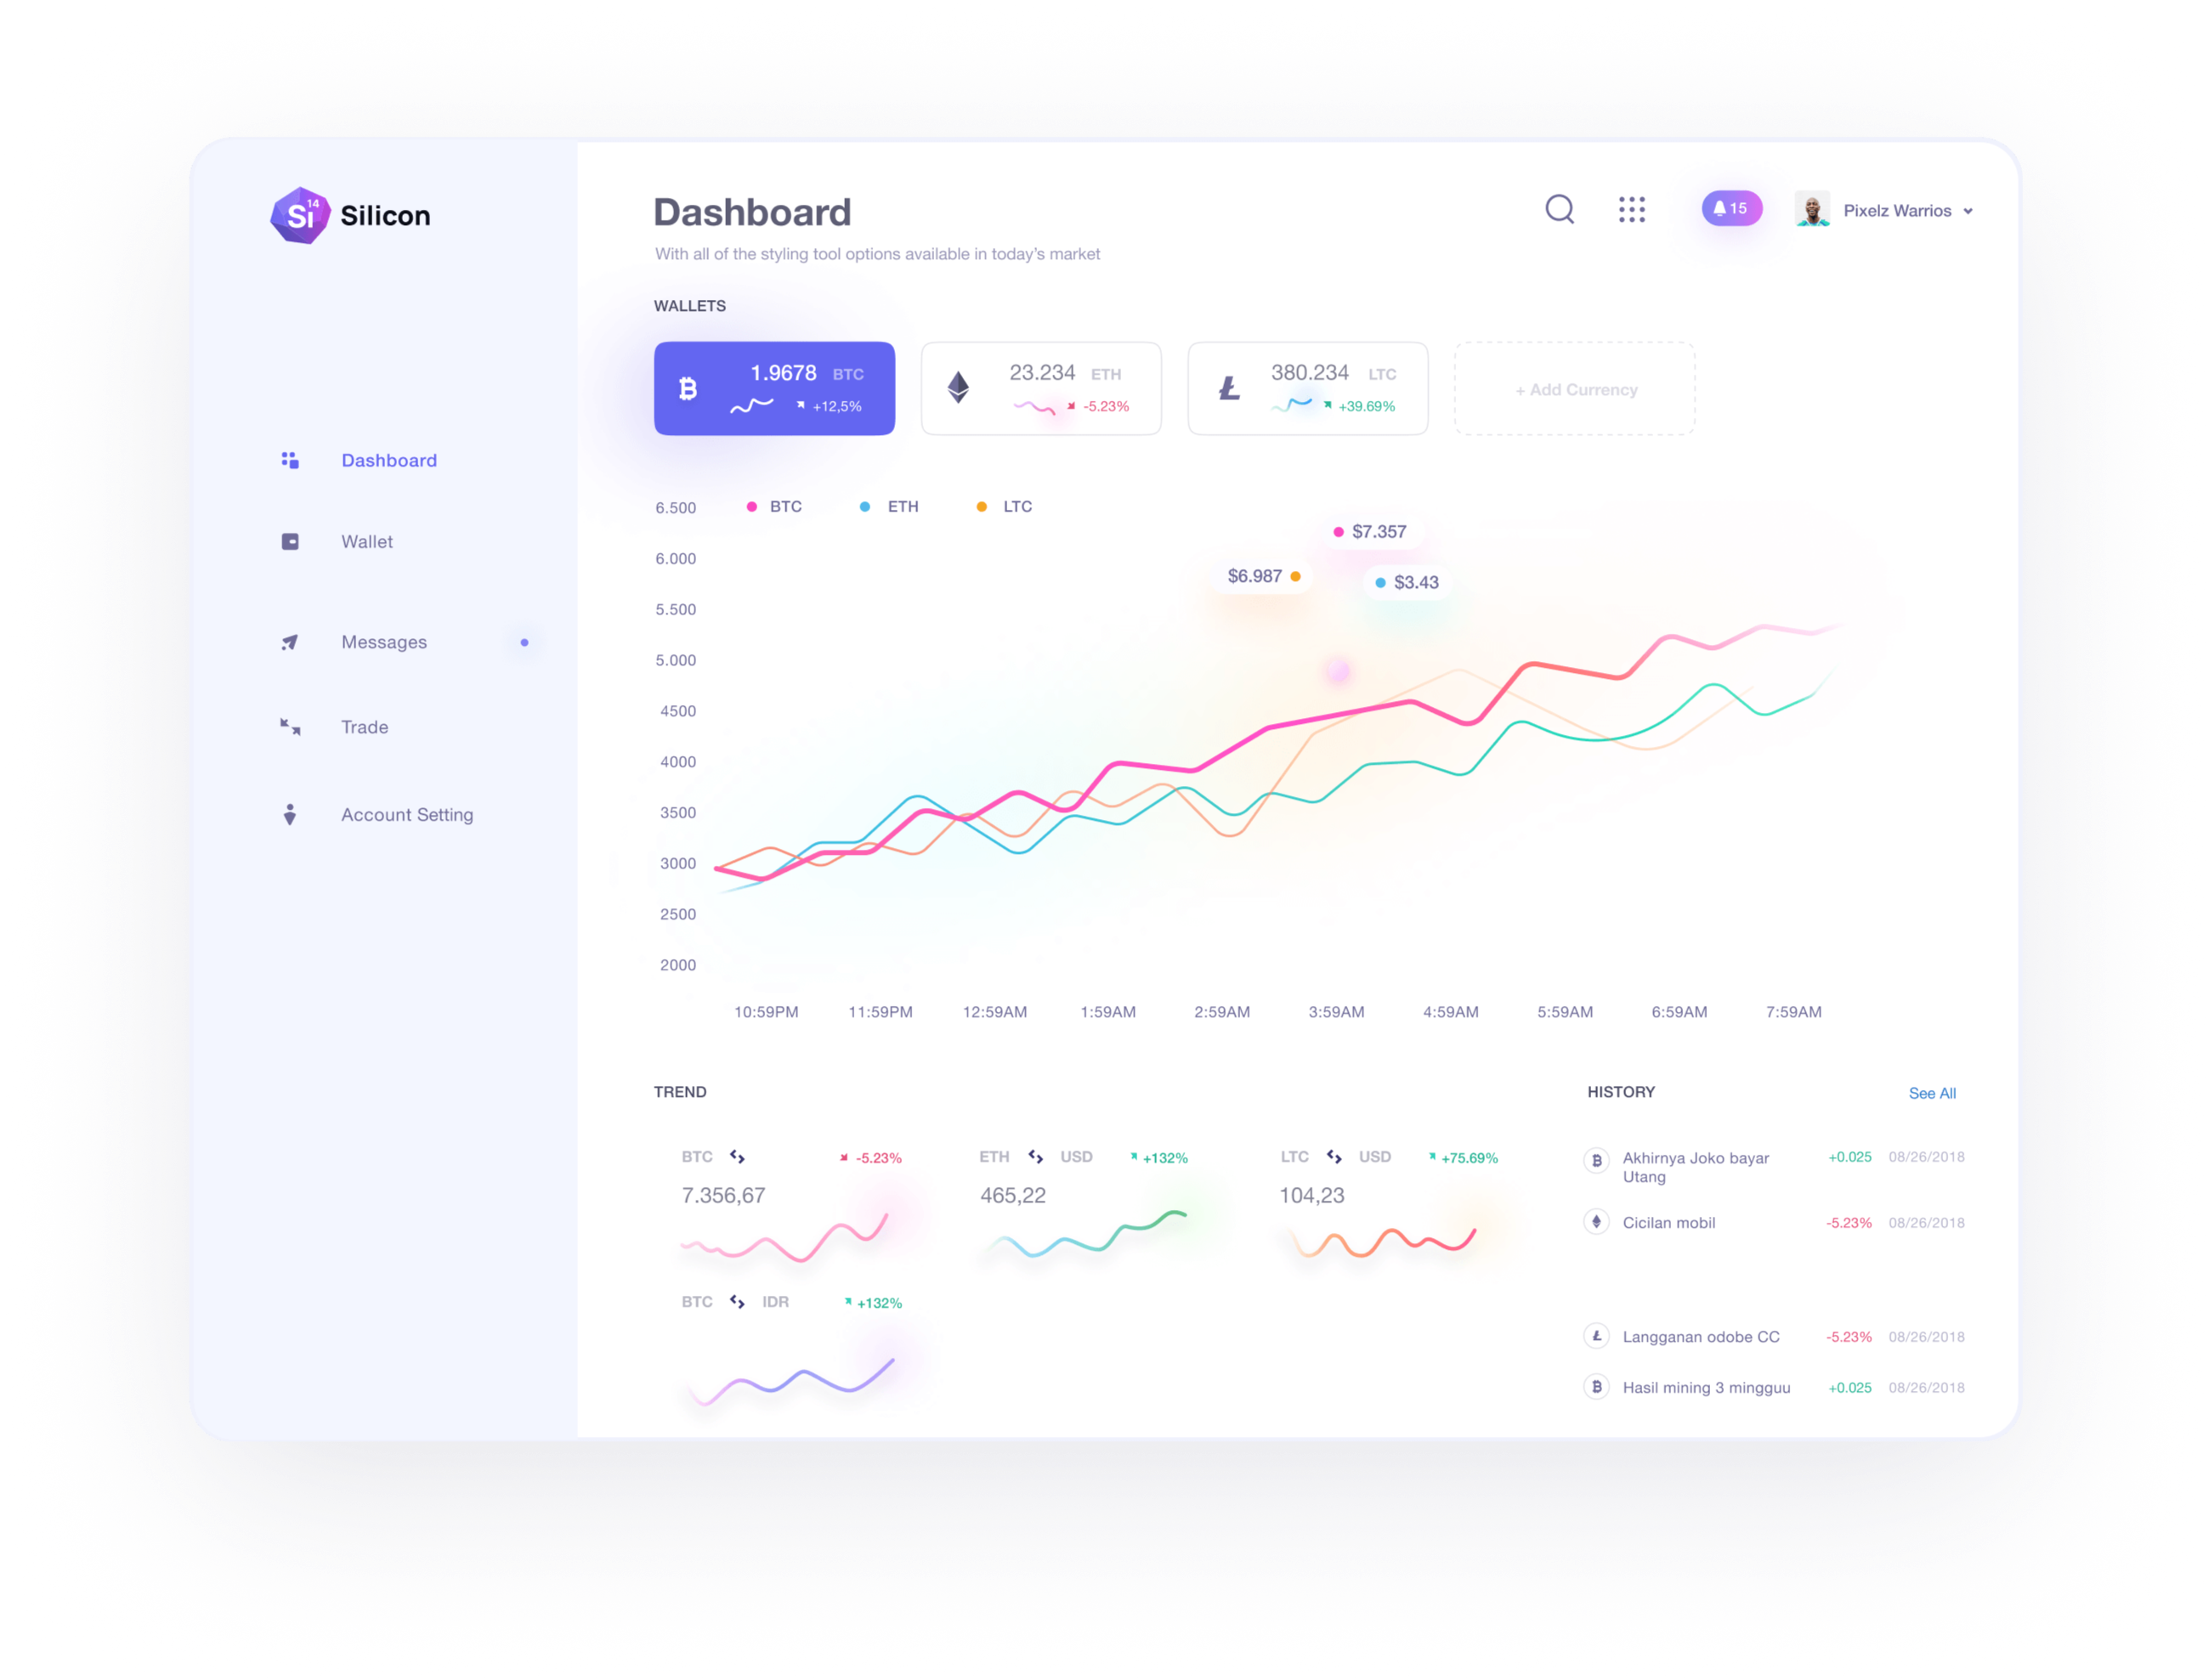 Si 14 Silicon
Dashboard
Wallet
Messages
Trade
Account Setting
Dashboard
With all of the styling tool options available in today's market
15
Pixelz Warrios
WALLETS
1.9678 BTC
+12,5%
23.234 ETH
-5.23%
380.234 LTC
+39.69%
+ Add Currency
BTC ETH LTC
6.500
6.000
5.500
5.000
4500
4000
3500
3000
2500
2000
$7.357
$6.987
$3.43
10:59PM 11:59PM 12:59AM 1:59AM 2:59AM 3:59AM 4:59AM 5:59AM 6:59AM 7:59AM
TREND
BTC -5.23%
7.356,67
ETH USD +132%
465,22
LTC USD +75.69%
104,23
BTC IDR +132%
HISTORY See All
Akhirnya Joko bayar
Utang
+0.025 08/26/2018
Cicilan mobil -5.23% 08/26/2018
Langganan odobe CC -5.23% 08/26/2018
Hasil mining 3 mingguu +0.025 08/26/2018